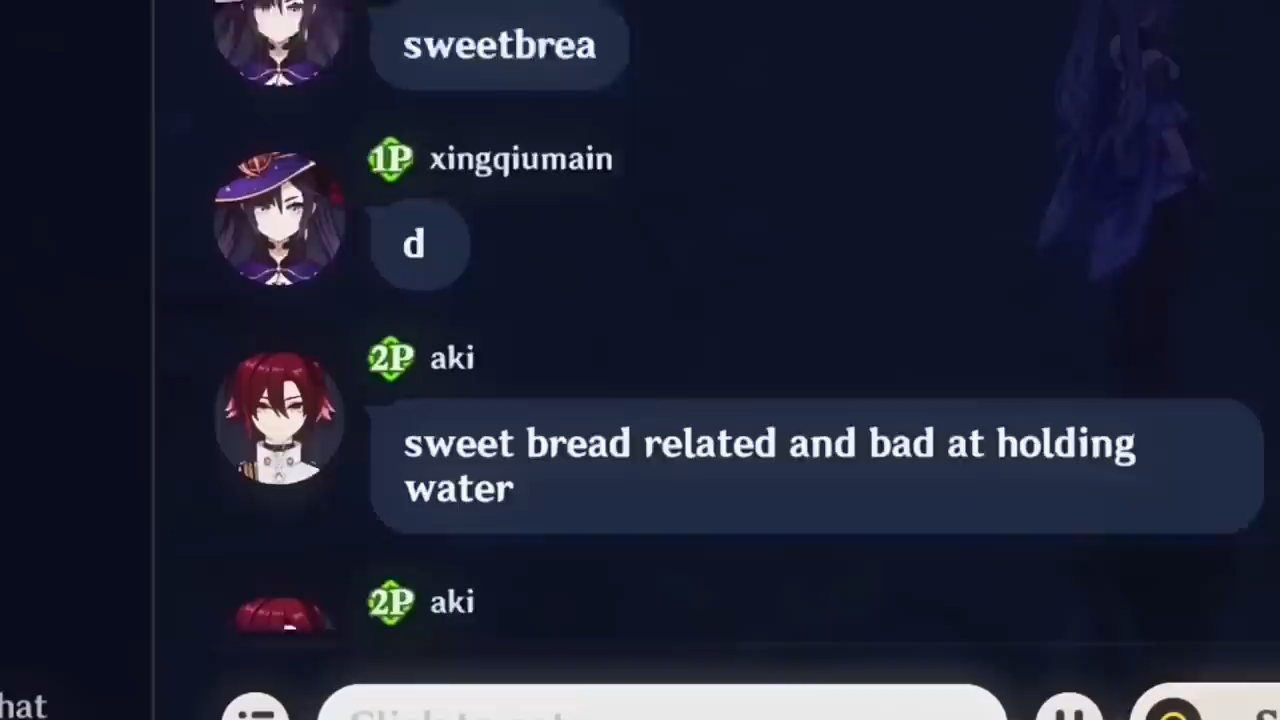 sweetbrea
1P xingqiumain
d
2P aki
sweet bread related and bad at holding
water
2P aki
hat